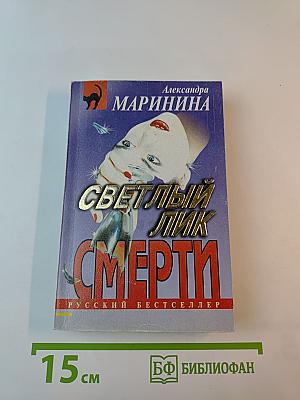 Александра
МАРИНИНА
СВЕТЛЫЙ
ЛИК
СМЕРТИ
РУССКИЙ БЕСТСЕЛЛЕР
15 см
БФ БИБЛИОФАН